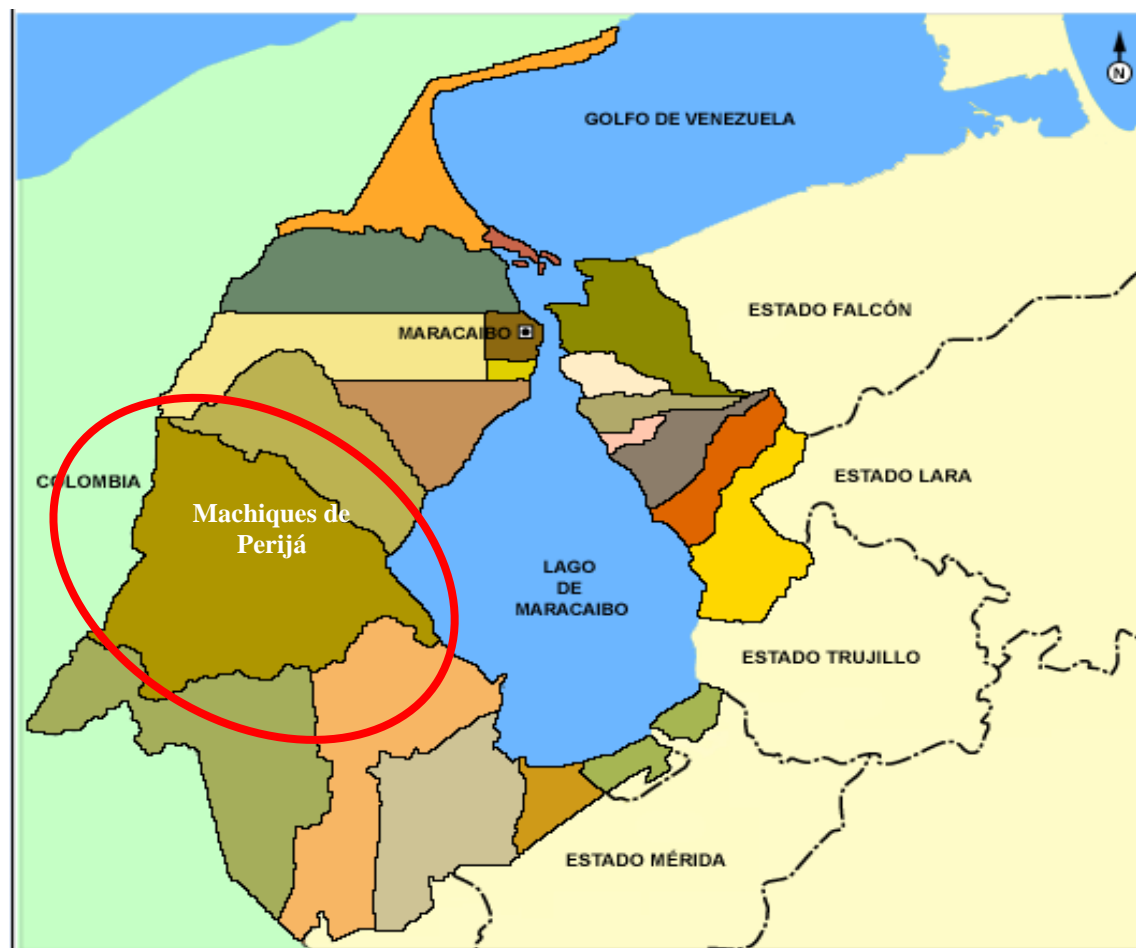 N
GOLFO DE VENEZUELA
ESTADO FALCÓN
MARACAIBO
COLOMBIA
ESTADO LARA
Machiques de
Perijá
LAGO
DE
MARACAIBO
ESTADO TRUJILLO
ESTADO MÉRIDA